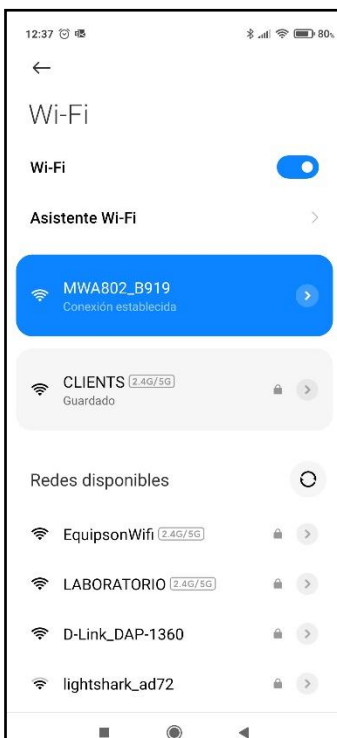 12:37
80%
Wi-Fi
Wi-Fi
Asistente Wi-Fi
MWA802_B919
Conexión establecida
CLIENTS 2.4G/5G
Guardado
Redes disponibles
EquipsonWifi 2.4G/5G
LABORATORIO 2.4G/5G
D-Link_DAP-1360
lightshark_ad72